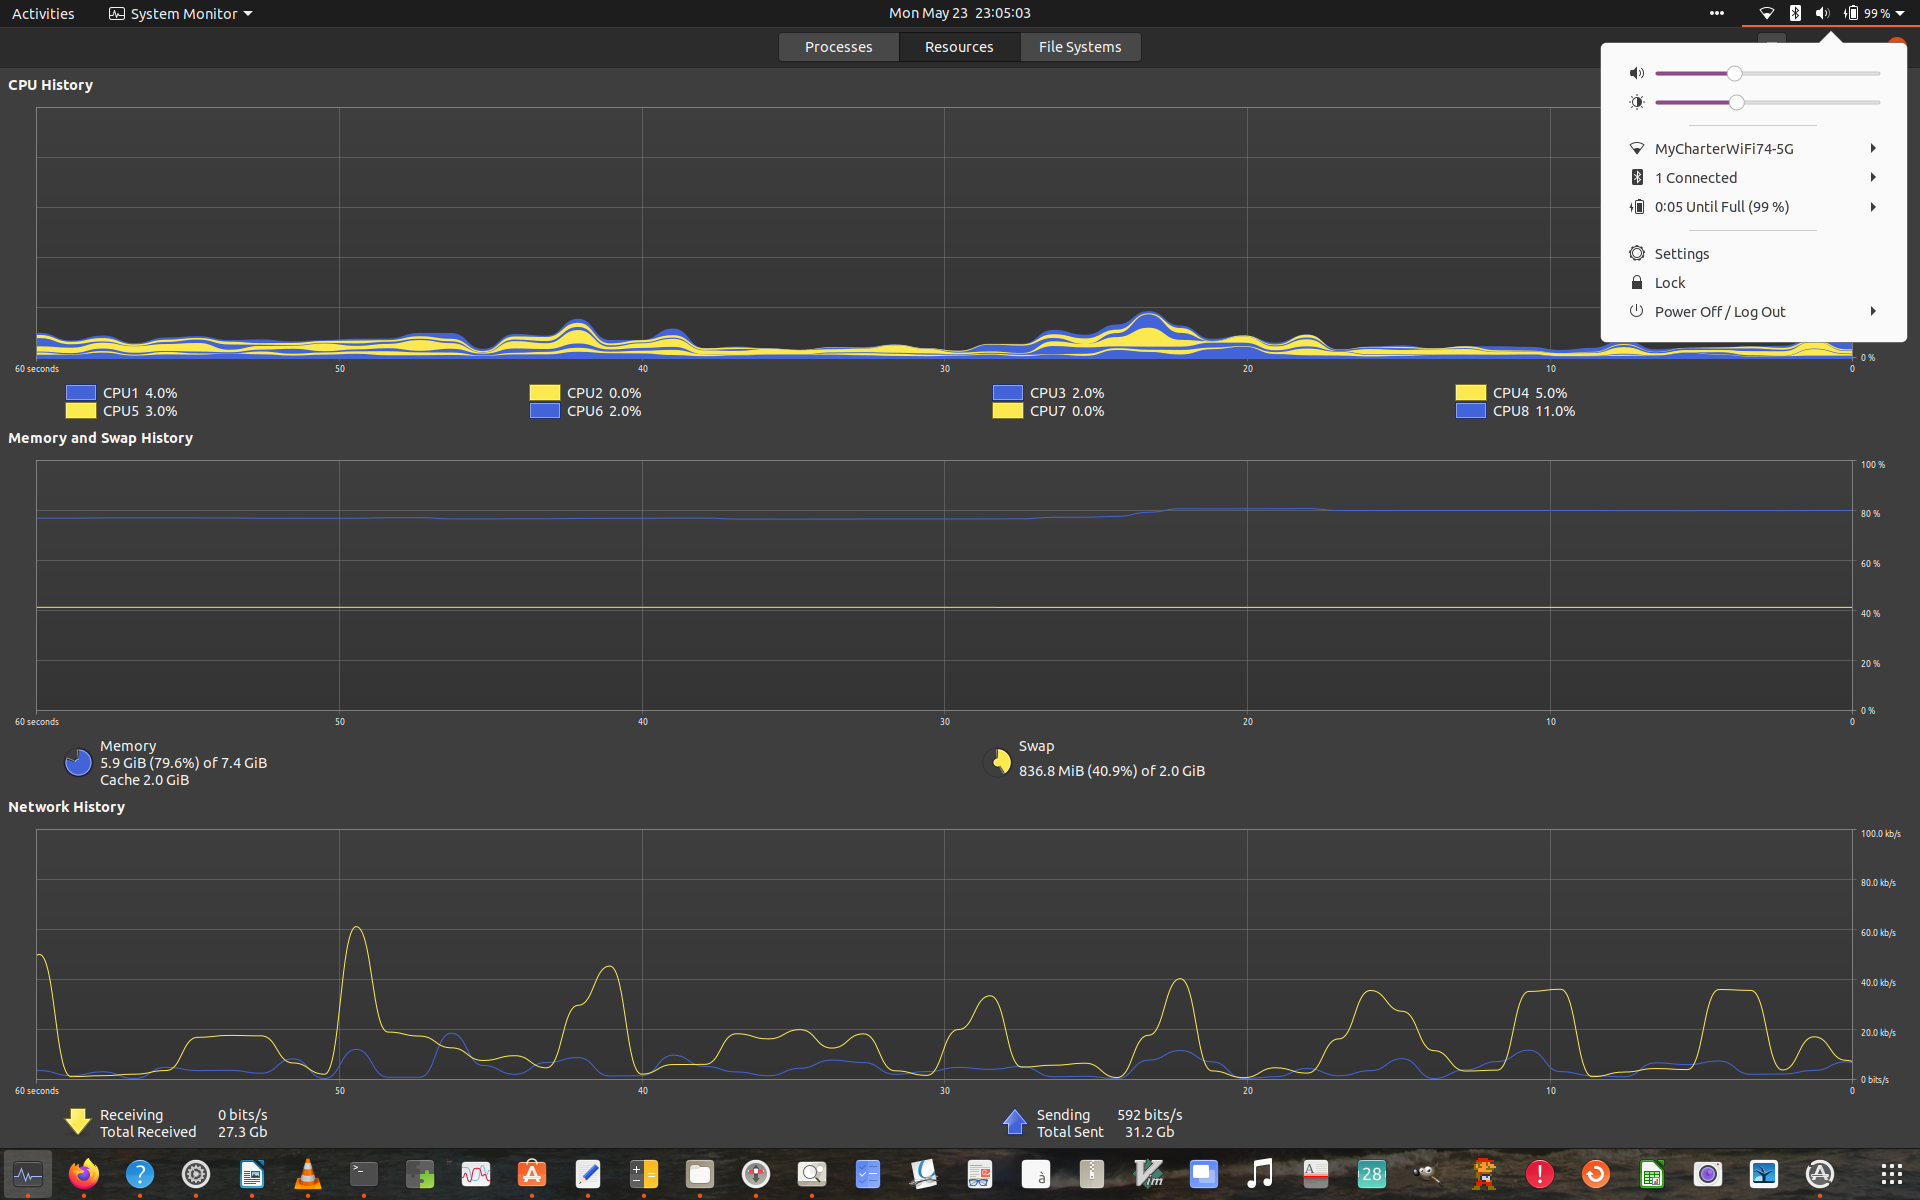 Activities System Monitor Mon May 23 23:05:03 99 %
Processes Resources File Systems
CPU History
MyCharterWiFi74-5G
1 Connected
0:05 Until Full (99 %)
Settings
Lock
Power Off / Log Out
0 %
60 seconds 50 40 30 20 10 0
CPU1 4.0% CPU2 0.0% CPU3 2.0% CPU4 5.0%
CPU5 3.0% CPU6 2.0% CPU7 0.0% CPU8 11.0%
Memory and Swap History
100 %
80 %
60 %
40 %
20 %
0 %
60 seconds 50 40 30 20 10 0
Memory
5.9 GiB (79.6%) of 7.4 GiB
Cache 2.0 GiB
Swap
836.8 MiB (40.9%) of 2.0 GiB
Network History
100.0 kb/s
80.0 kb/s
60.0 kb/s
40.0 kb/s
20.0 kb/s
0 bits/s
60 seconds 50 40 30 20 10 0
Receiving 0 bits/s
Total Received 27.3 Gb
Sending 592 bits/s
Total Sent 31.2 Gb
? >_ à Vim A 28 !